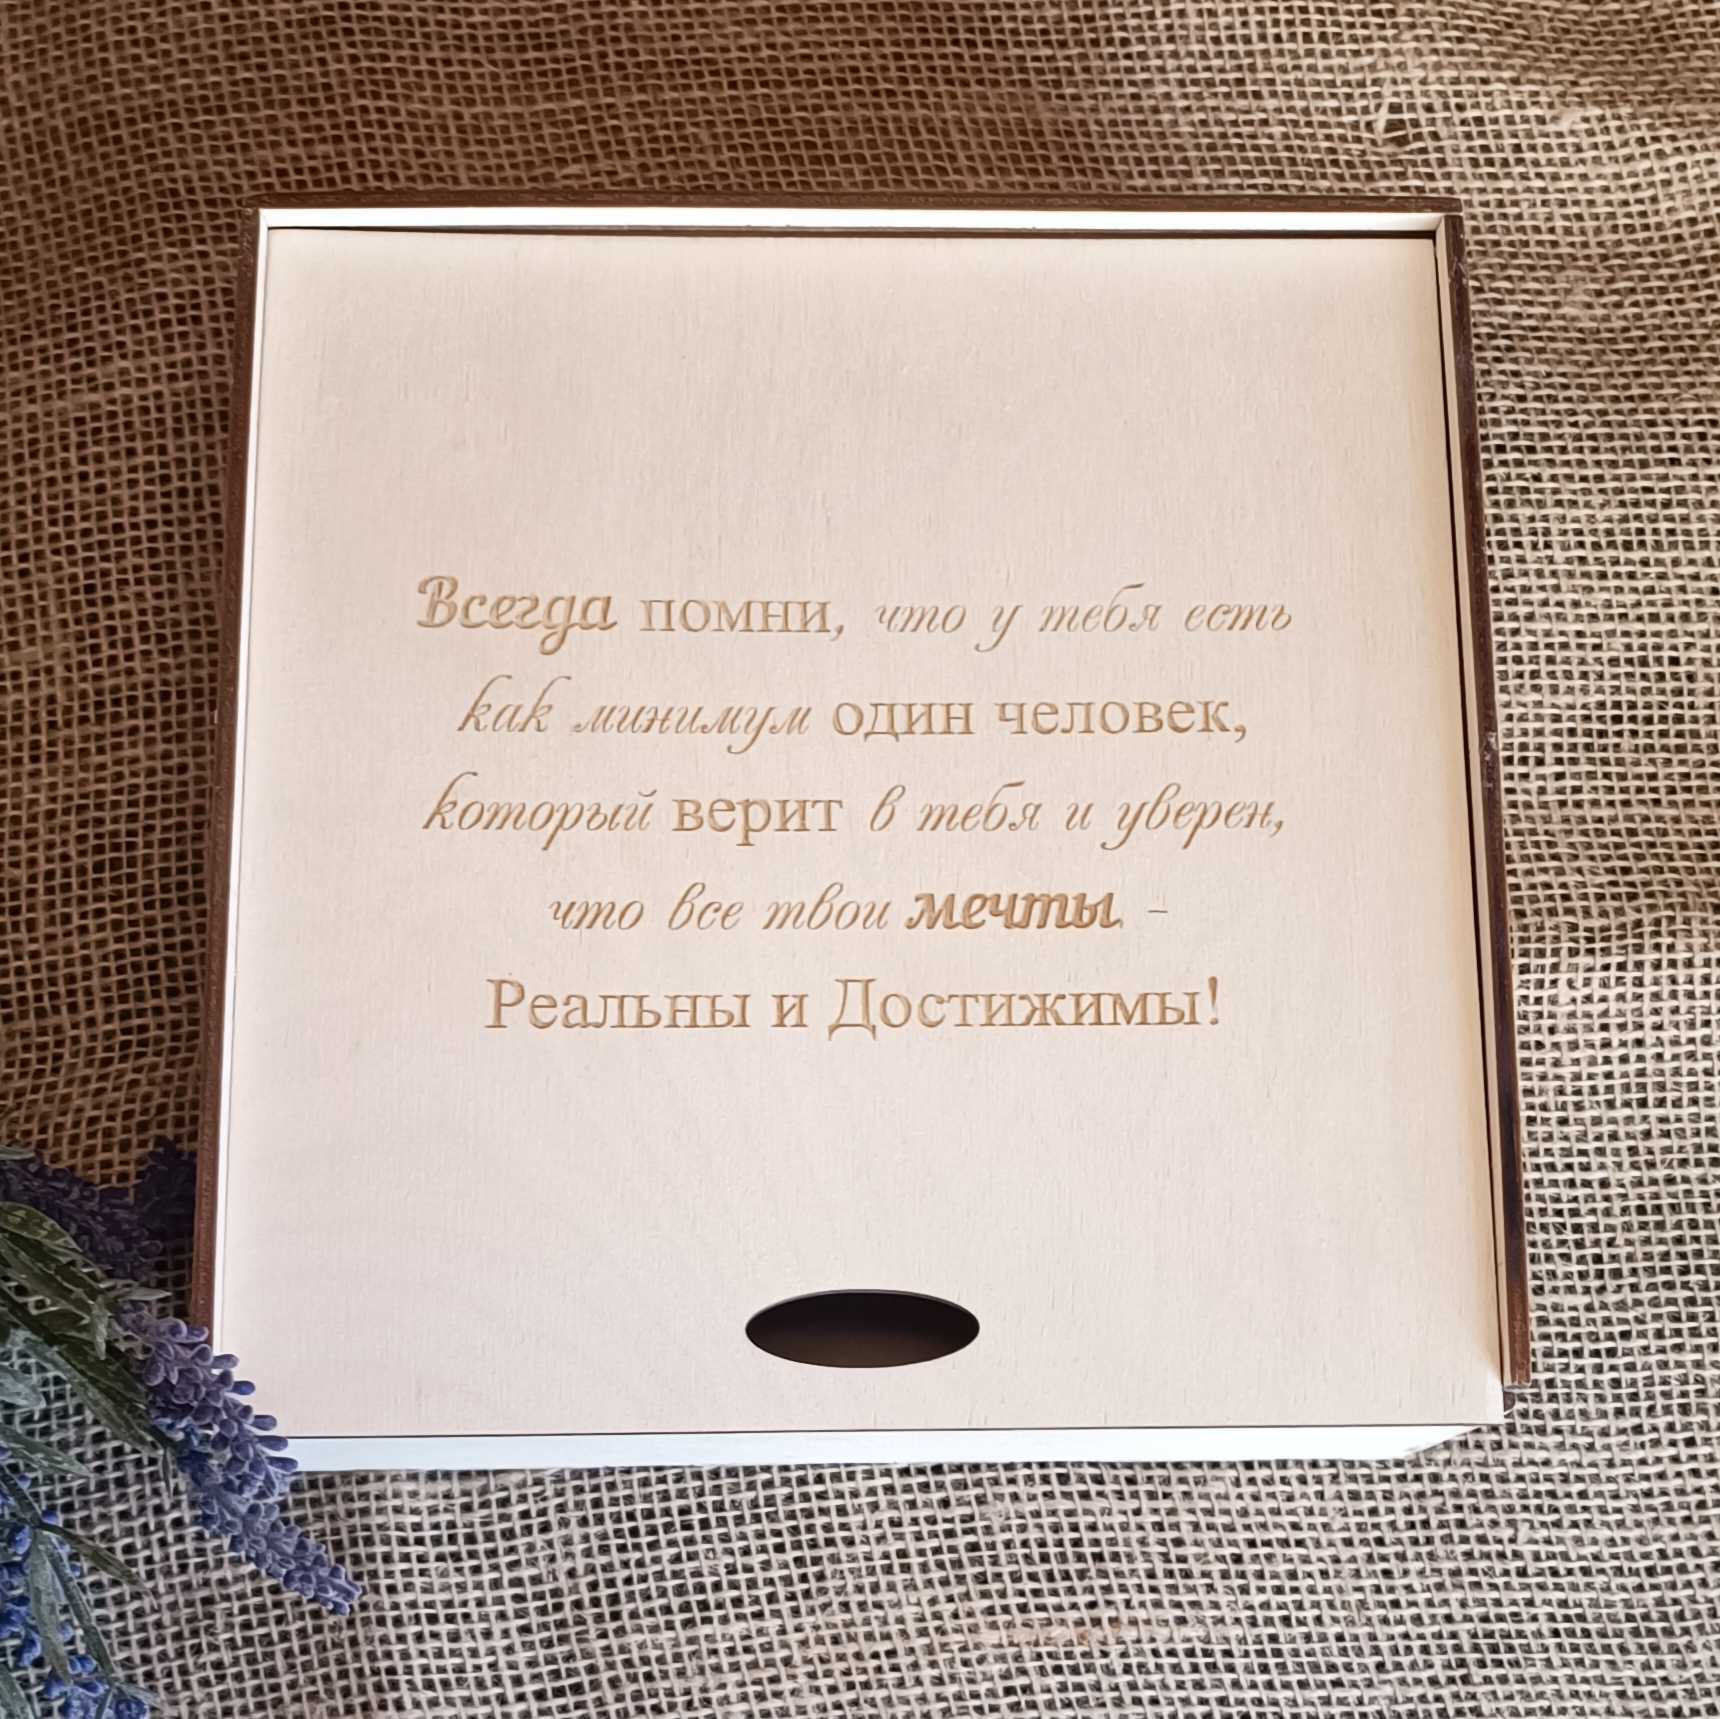 Всегда помни, что у тебя есть
как минимум один человек,
который верит в тебя и уверен,
что все твои мечты -
Реальны и Достижимы!